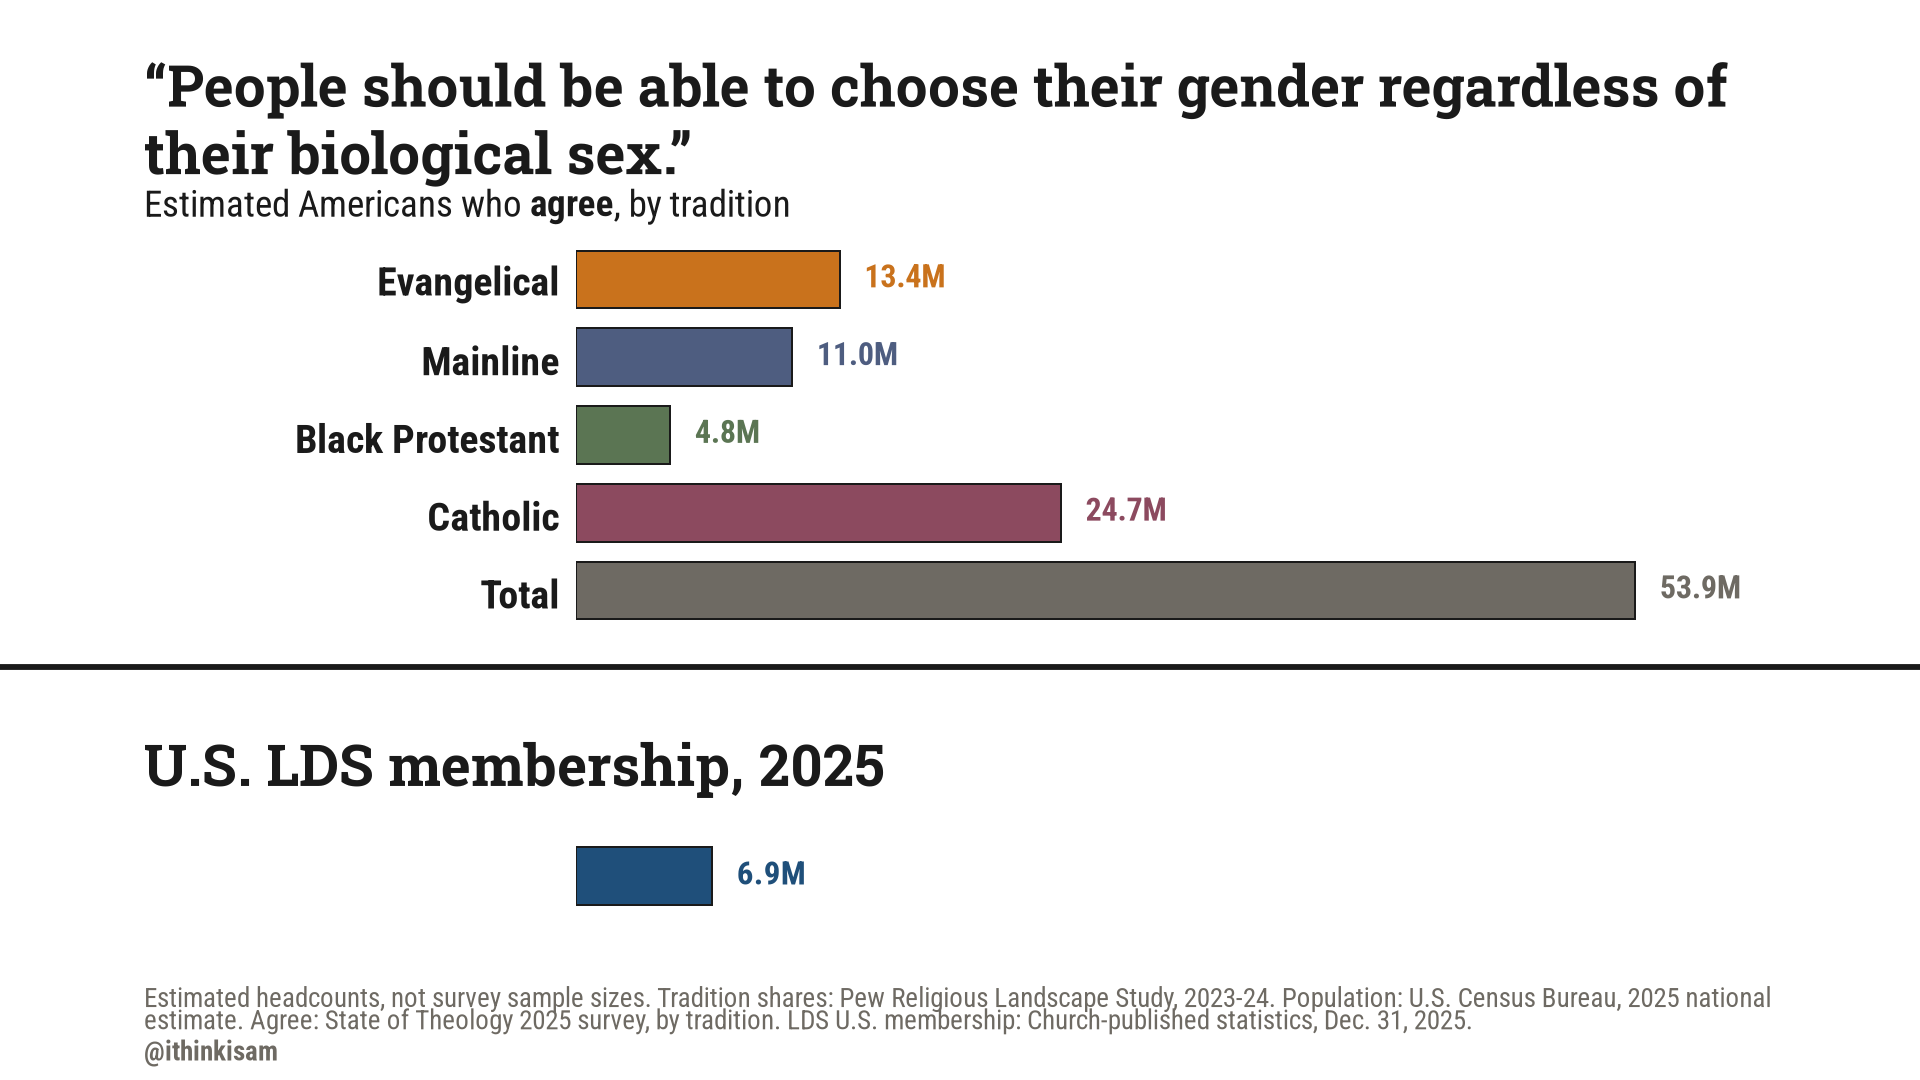 “People should be able to choose their gender regardless of
their biological sex.”
Estimated Americans who agree, by tradition
Evangelical 13.4M
Mainline 11.0M
Black Protestant 4.8M
Catholic 24.7M
Total 53.9M
U.S. LDS membership, 2025
6.9M
Estimated headcounts, not survey sample sizes. Tradition shares: Pew Religious Landscape Study, 2023-24. Population: U.S. Census Bureau, 2025 national
estimate. Agree: State of Theology 2025 survey, by tradition. LDS U.S. membership: Church-published statistics, Dec. 31, 2025.
@ithinkisam